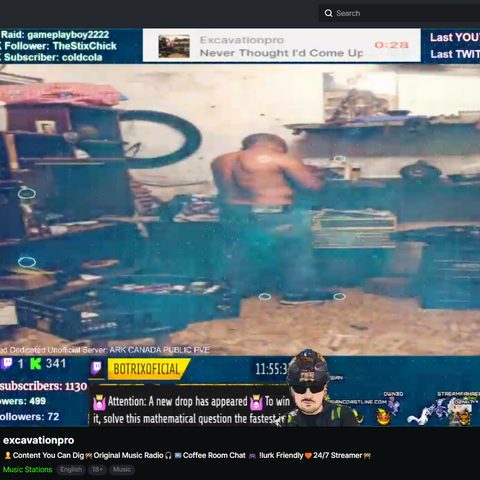 Search
Raid: gameplayboy2222
Follower: TheStixChick
Subscriber: coldcola
Excavationpro
Never Thought I'd Come Up
0:28
Last YOU
Last TWIT
ed Dedicated Unofficial Server: ARK CANADA PUBLIC PVE
1 K 341
BOTRIXOFICIAL
11:55:3
subscribers: 1130
owers: 499
ollowers: 72
Attention: A new drop has appeared
To win
it, solve this mathematical question the fastest
OWN3D
excavationpro
Content You Can Dig Original Music Radio Coffee Room Chat !lurk Friendly 24/7 Streamer
Music Stations English 18+ Music